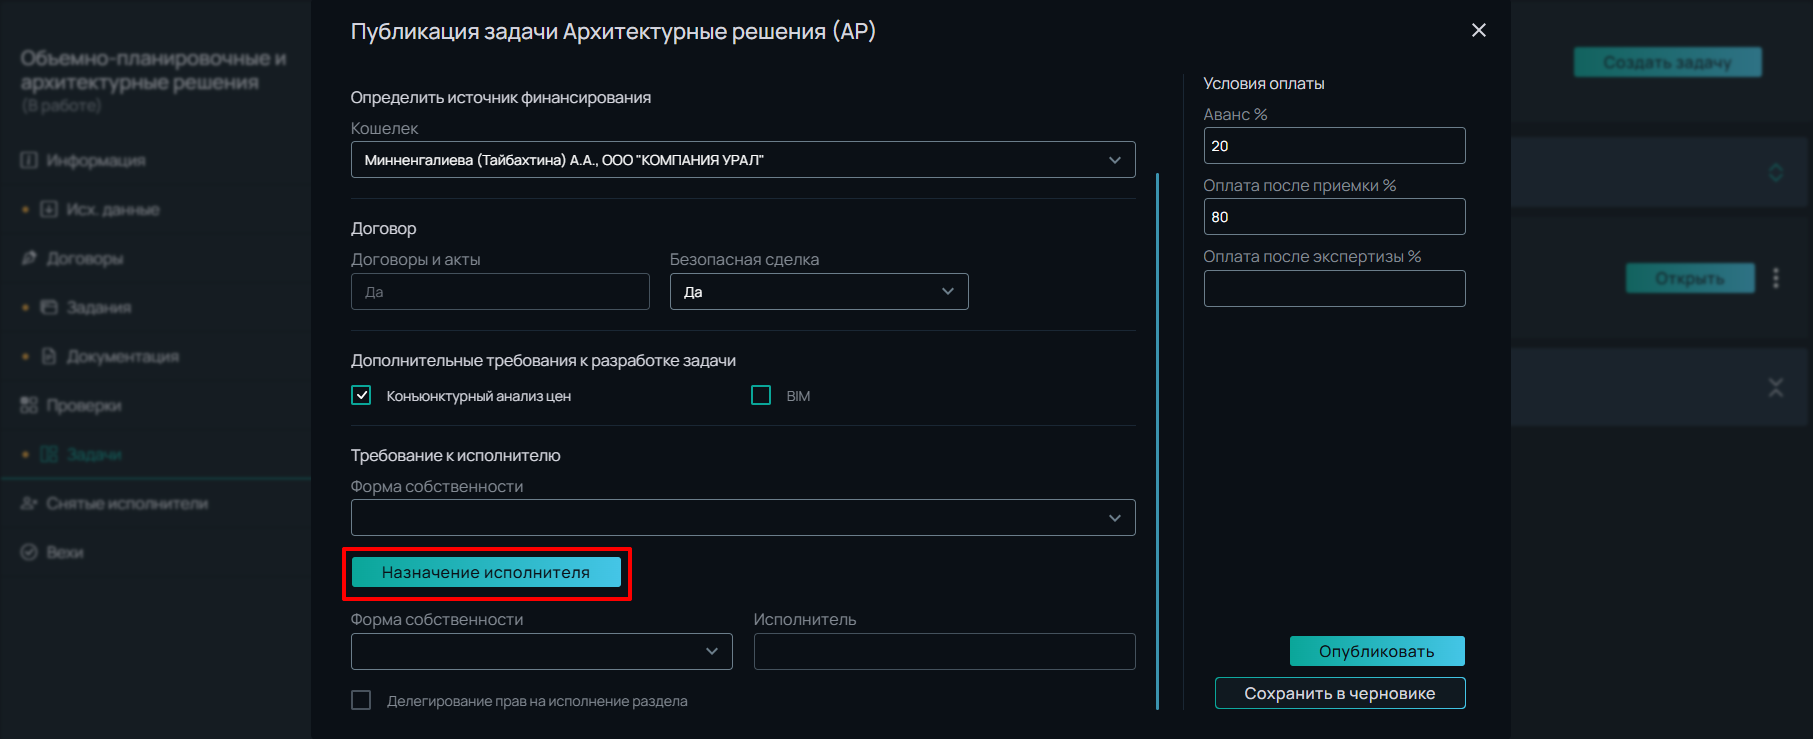 Объемно-планировочные и
архитектурные решения
(В работе)
Информация
Исх. данные
Договоры
Задания
Документация
Проверки
Задачи
Снятые исполнители
Вехи
Публикация задачи Архитектурные решения (АР)
Определить источник финансирования
Кошелек
Минненгалиева (Тайбахтина) А.А., ООО "КОМПАНИЯ УРАЛ"
Договор
Договоры и акты
Безопасная сделка
Да
Да
Дополнительные требования к разработке задачи
Конъюнктурный анализ цен
BIM
Требование к исполнителю
Форма собственности
Назначение исполнителя
Форма собственности
Исполнитель
Делегирование прав на исполнение раздела
Условия оплаты
Аванс %
20
Оплата после приемки %
80
Оплата после экспертизы %
Опубликовать
Сохранить в черновике
Создать задачу
Открыть